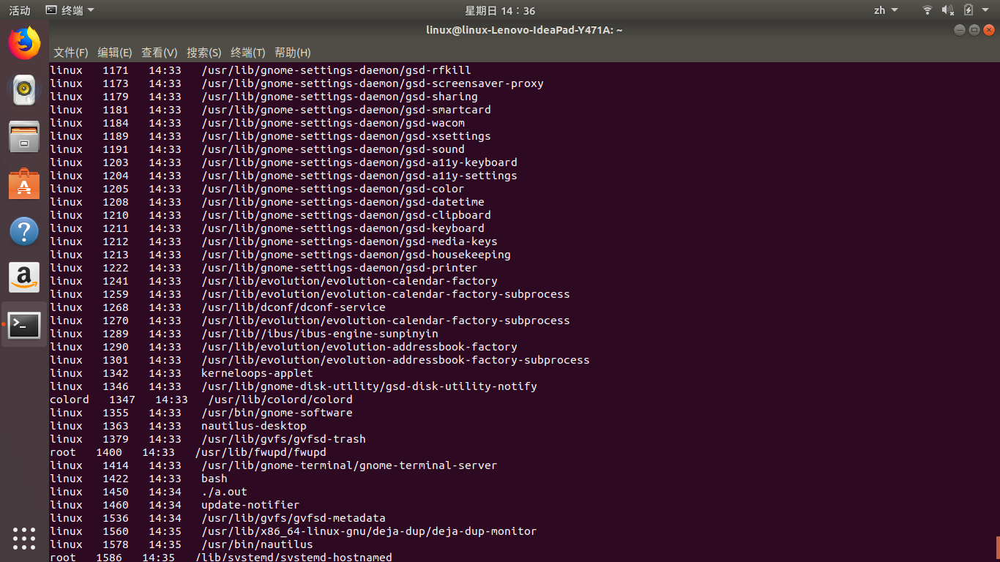 活动 终端 星期日 14：36 zh
linux@linux-Lenovo-IdeaPad-Y471A: ~
文件(F) 编辑(E) 查看(V) 搜索(S) 终端(T) 帮助(H)
linux 1171 14:33 /usr/lib/gnome-settings-daemon/gsd-rfkill
linux 1173 14:33 /usr/lib/gnome-settings-daemon/gsd-screensaver-proxy
linux 1179 14:33 /usr/lib/gnome-settings-daemon/gsd-sharing
linux 1181 14:33 /usr/lib/gnome-settings-daemon/gsd-smartcard
linux 1184 14:33 /usr/lib/gnome-settings-daemon/gsd-wacom
linux 1189 14:33 /usr/lib/gnome-settings-daemon/gsd-xsettings
linux 1191 14:33 /usr/lib/gnome-settings-daemon/gsd-sound
linux 1203 14:33 /usr/lib/gnome-settings-daemon/gsd-a11y-keyboard
linux 1204 14:33 /usr/lib/gnome-settings-daemon/gsd-a11y-settings
linux 1205 14:33 /usr/lib/gnome-settings-daemon/gsd-color
linux 1208 14:33 /usr/lib/gnome-settings-daemon/gsd-datetime
linux 1210 14:33 /usr/lib/gnome-settings-daemon/gsd-clipboard
linux 1211 14:33 /usr/lib/gnome-settings-daemon/gsd-keyboard
linux 1212 14:33 /usr/lib/gnome-settings-daemon/gsd-media-keys
linux 1213 14:33 /usr/lib/gnome-settings-daemon/gsd-housekeeping
linux 1222 14:33 /usr/lib/gnome-settings-daemon/gsd-printer
linux 1241 14:33 /usr/lib/evolution/evolution-calendar-factory
linux 1259 14:33 /usr/lib/evolution/evolution-calendar-factory-subprocess
linux 1268 14:33 /usr/lib/dconf/dconf-service
linux 1270 14:33 /usr/lib/evolution/evolution-calendar-factory-subprocess
linux 1289 14:33 /usr/lib//ibus/ibus-engine-sunpinyin
linux 1290 14:33 /usr/lib/evolution/evolution-addressbook-factory
linux 1301 14:33 /usr/lib/evolution/evolution-addressbook-factory-subprocess
linux 1342 14:33 kerneloops-applet
linux 1346 14:33 /usr/lib/gnome-disk-utility/gsd-disk-utility-notify
colord 1347 14:33 /usr/lib/colord/colord
linux 1355 14:33 /usr/bin/gnome-software
linux 1363 14:33 nautilus-desktop
linux 1379 14:33 /usr/lib/gvfs/gvfsd-trash
root 1400 14:33 /usr/lib/fwupd/fwupd
linux 1414 14:33 /usr/lib/gnome-terminal/gnome-terminal-server
linux 1422 14:33 bash
linux 1450 14:34 ./a.out
linux 1460 14:34 update-notifier
linux 1536 14:34 /usr/lib/gvfs/gvfsd-metadata
linux 1560 14:35 /usr/lib/x86_64-linux-gnu/deja-dup/deja-dup-monitor
linux 1578 14:35 /usr/bin/nautilus
root 1586 14:35 /lib/systemd/systemd-hostnamed